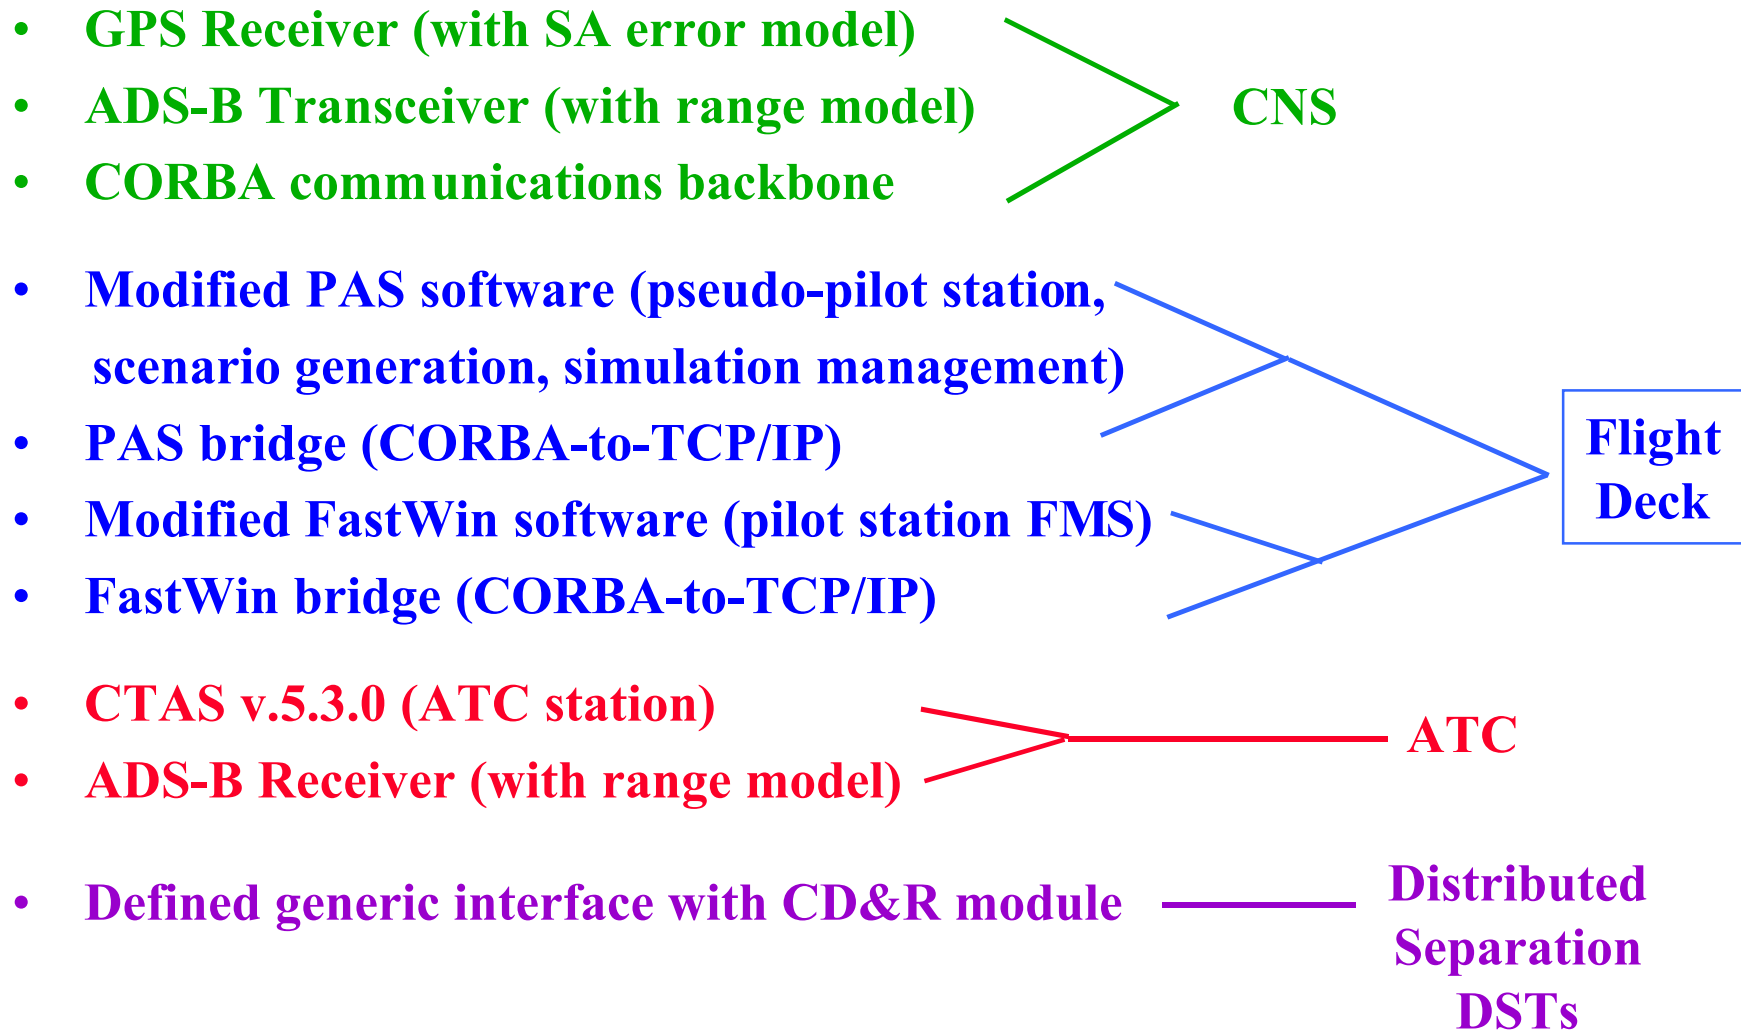 • GPS Receiver (with SA error model)
• ADS-B Transceiver (with range model)
• CORBA communications backbone
CNS
• Modified PAS software (pseudo-pilot station,
scenario generation, simulation management)
• PAS bridge (CORBA-to-TCP/IP)
• Modified FastWin software (pilot station FMS)
• FastWin bridge (CORBA-to-TCP/IP)
Flight
Deck
• CTAS v.5.3.0 (ATC station)
• ADS-B Receiver (with range model)
ATC
• Defined generic interface with CD&R module
Distributed
Separation
DSTs